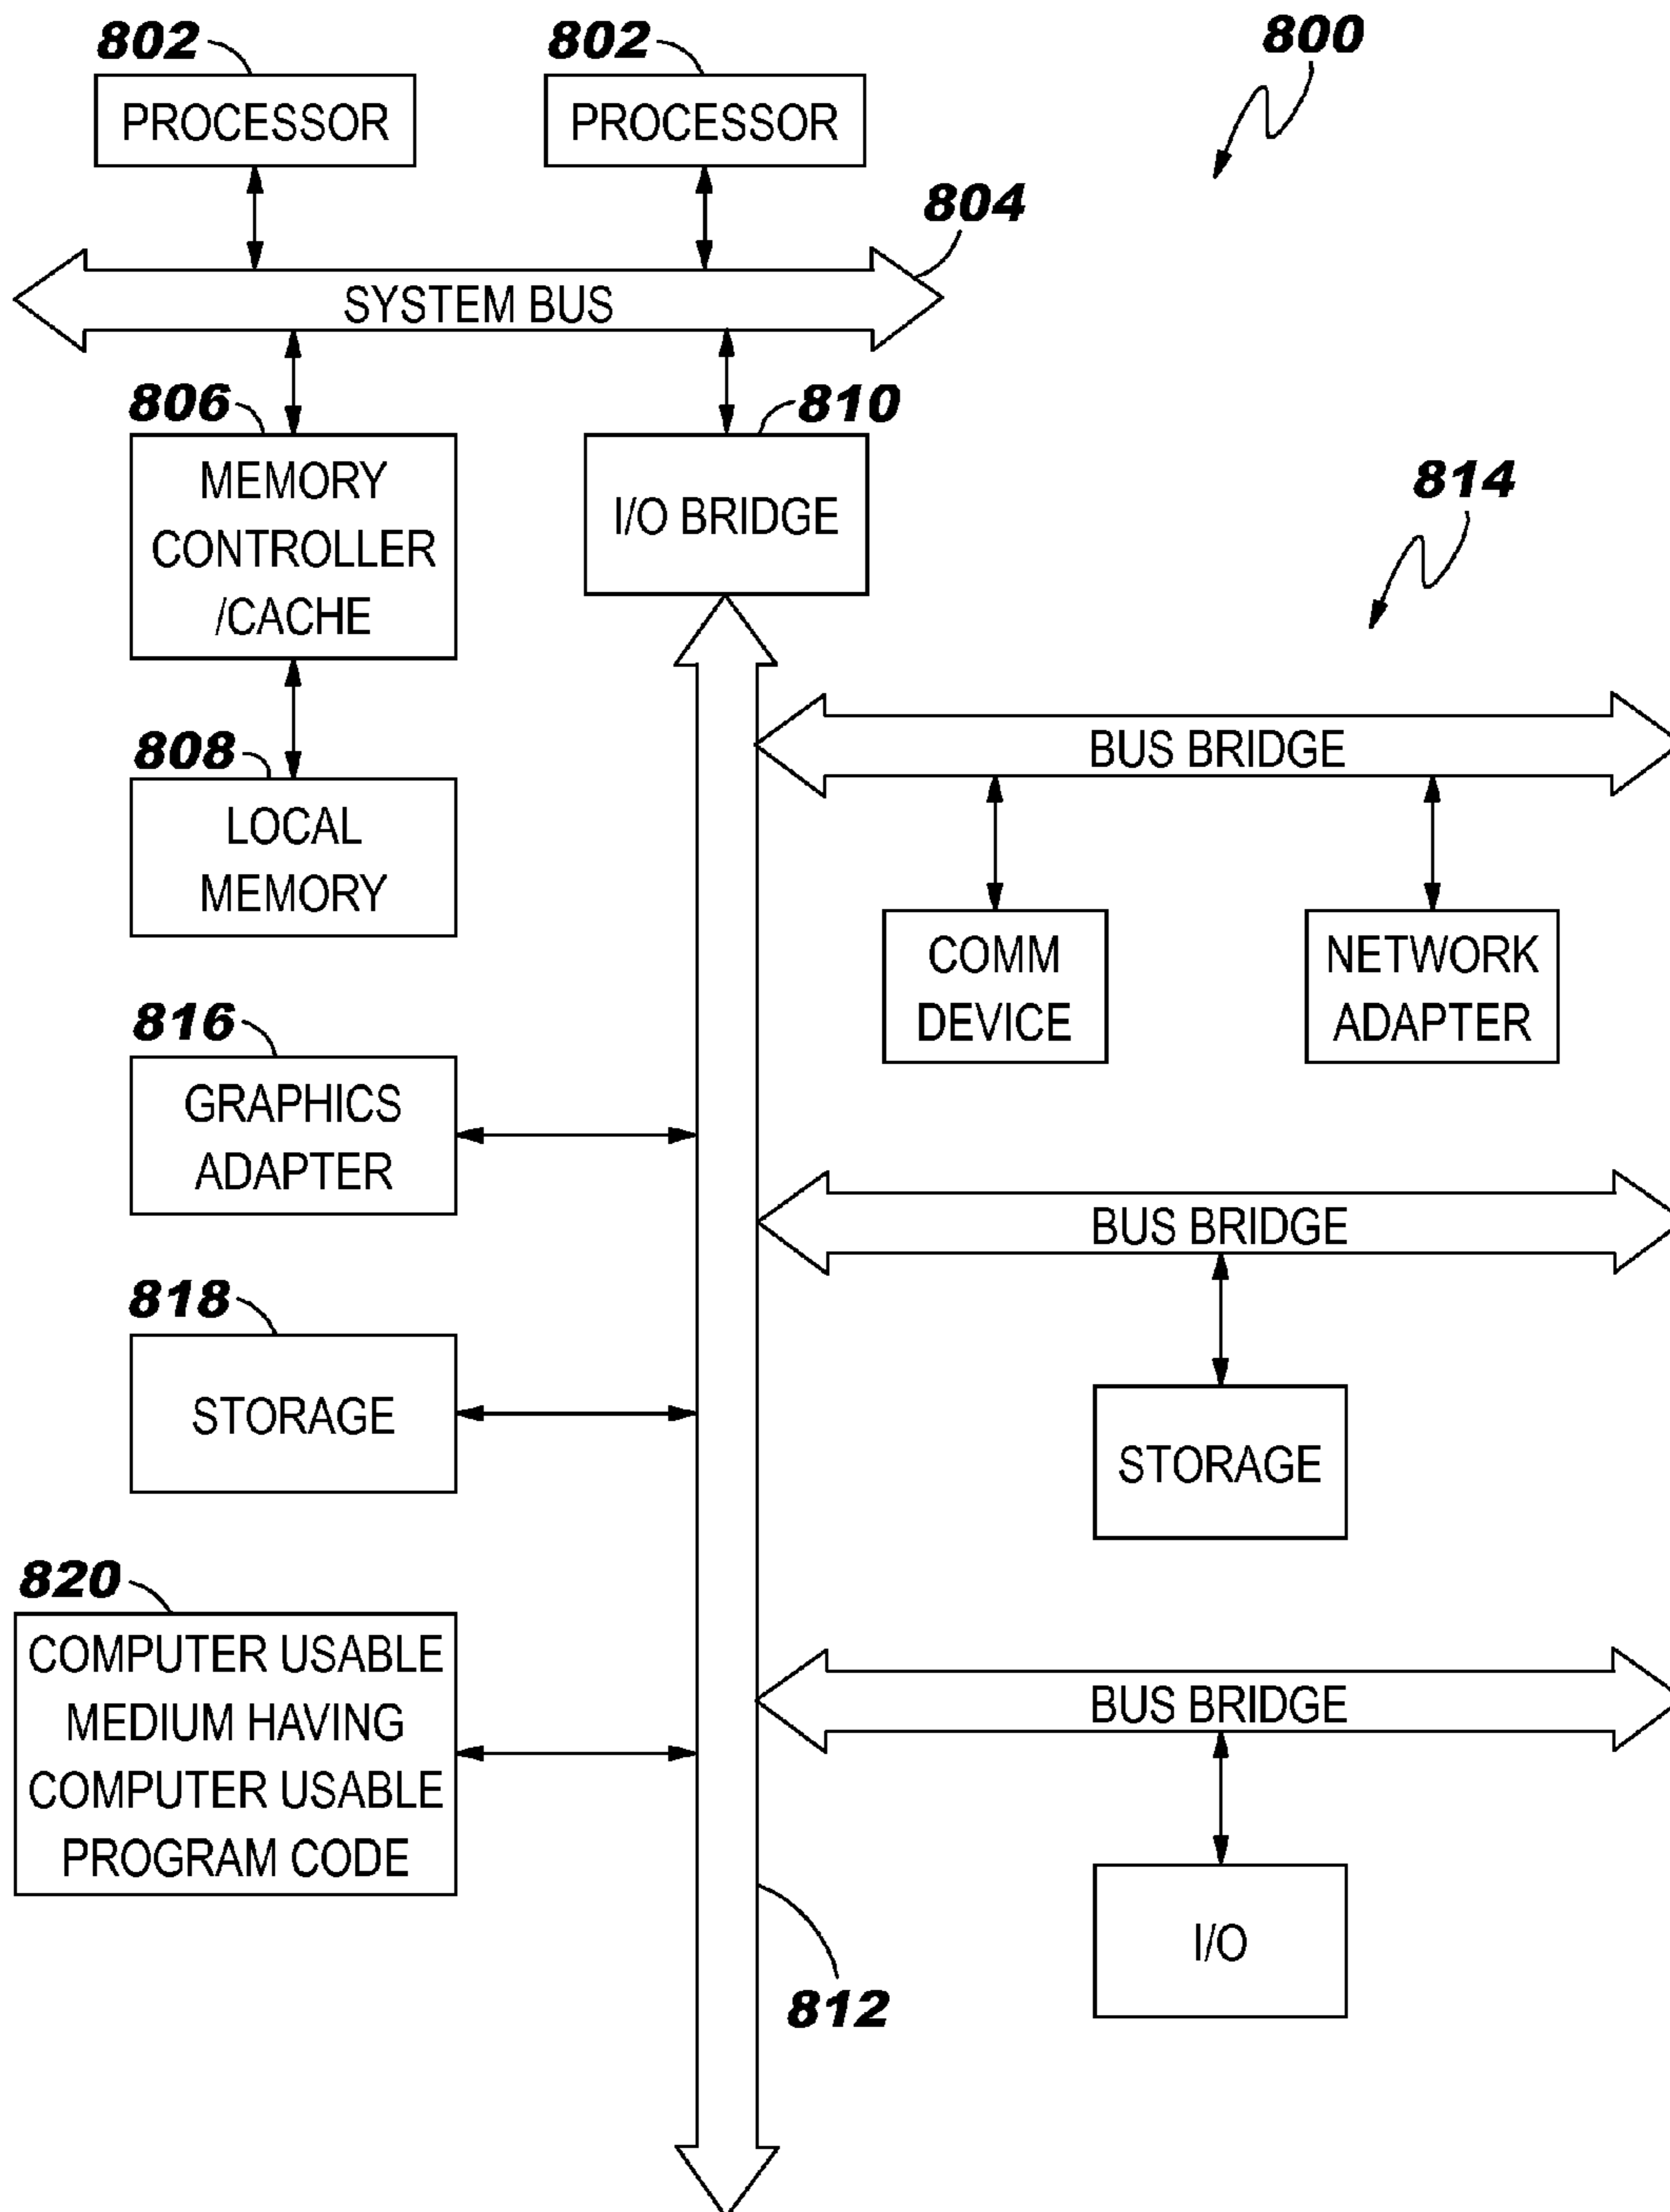 802
802
800
PROCESSOR
PROCESSOR
804
SYSTEM BUS
806
810
MEMORY
CONTROLLER
/CACHE
I/O BRIDGE
814
808
LOCAL
MEMORY
BUS BRIDGE
COMM
DEVICE
NETWORK
ADAPTER
816
GRAPHICS
ADAPTER
BUS BRIDGE
818
STORAGE
STORAGE
820
COMPUTER USABLE
MEDIUM HAVING
COMPUTER USABLE
PROGRAM CODE
BUS BRIDGE
I/O
812